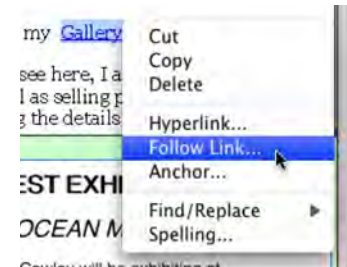 my Gallery
see here, I a
l as selling p
g the details
EST EXHI
OCEAN M
Cut
Copy
Delete
Hyperlink...
Follow Link...
Anchor...
Find/Replace
Spelling...